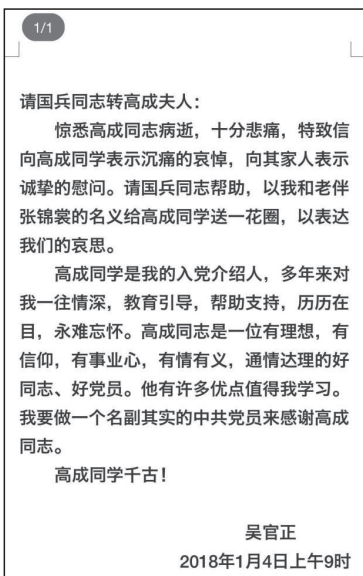 1/1
请国兵同志转高成夫人：
惊悉高成同志病逝，十分悲痛，特致信
向高成同学表示沉痛的哀悼，向其家人表示
诚挚的慰问。请国兵同志帮助，以我和老伴
张锦裳的名义给高成同学送一花圈，以表达
我们的哀思。
高成同学是我的入党介绍人，多年来对
我一往情深，教育引导，帮助支持，历历在
目，永难忘怀。高成同志是一位有理想，有
信仰，有事业心，有情有义，通情达理的好
同志、好党员。他有许多优点值得我学习。
我要做一个名副其实的中共党员来感谢高成
同志。
高成同学千古！
吴官正
2018年1月4日上午9时